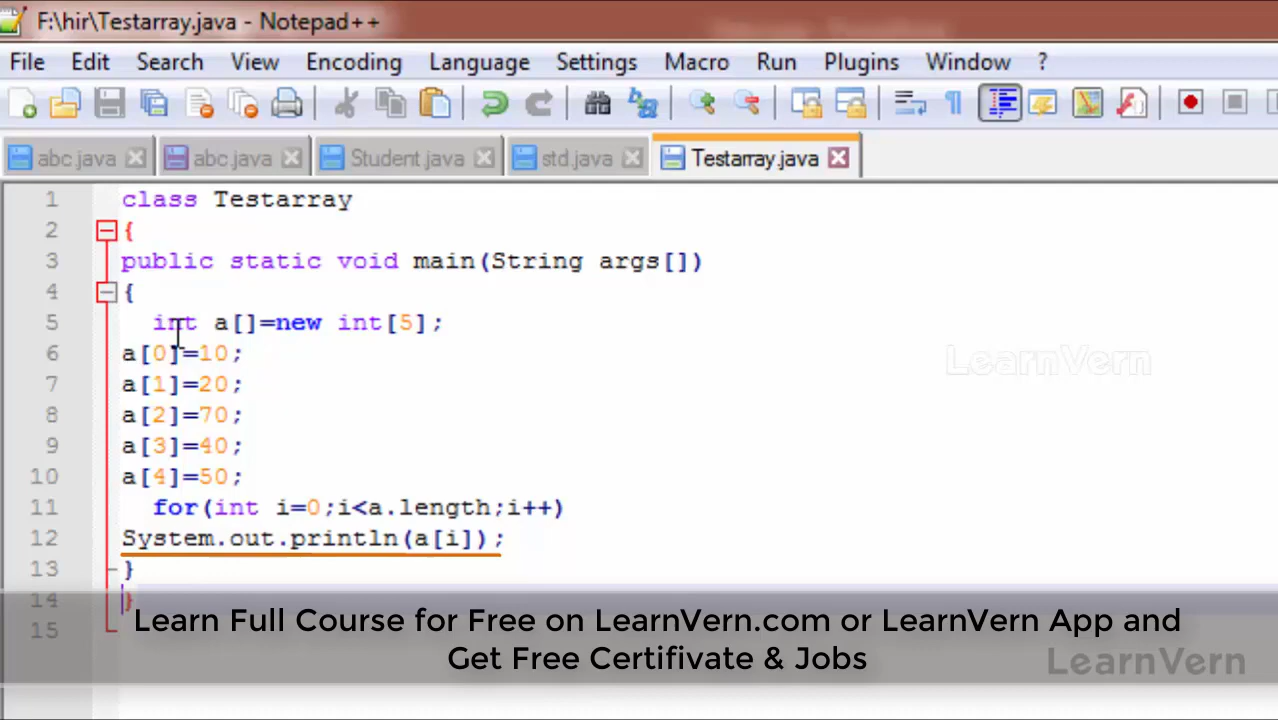 F:\hir\Testarray.java - Notepad++
File Edit Search View Encoding Language Settings Macro Run Plugins Window ?
abc.java abc.java Student.java std.java Testarray.java
1 class Testarray
2 {
3 public static void main(String args[])
4 {
5 int a[]=new int[5];
6 a[0]=10;
7 a[1]=20;
8 a[2]=70;
9 a[3]=40;
10 a[4]=50;
11 for(int i=0;i<a.length;i++)
12 System.out.println(a[i]);
13 }
14 }
15
LearnVern
Learn Full Course for Free on LearnVern.com or LearnVern App and
Get Free Certifivate & Jobs
LearnVern